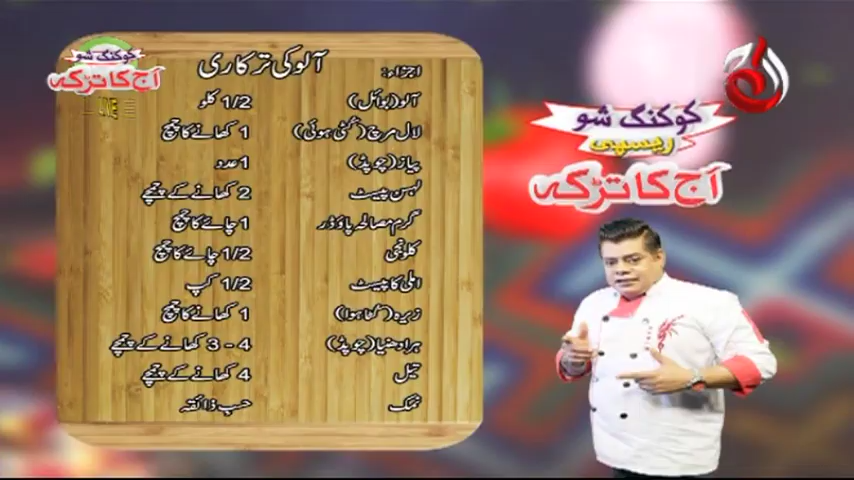 کوکنگ شو
آج کا تڑکہ
LIVE
آلو کی ترکاری
اجزاء:
آلو(بوائل) 1/2 کلو
لال مرچ(کٹی ہوئی) 1 کھانے کا چمچ
پیاز(چوپڈ) 1 عدد
لہسن پیسٹ 2 کھانے کے چمچے
گرم مصالحہ پاؤڈر 1 چائے کا چمچ
کلونجی 1/2 چائے کا چمچ
املی کا پیسٹ 1/2 کپ
زیرہ(بھنا ہوا) 1 کھانے کا چمچ
ہرا دھنیا(چوپڈ) 4 - 3 کھانے کے چمچے
تیل 4 کھانے کے چمچے
نمک حسبِ ذائقہ
کوکنگ شو
ریسیپی
آج کا تڑکہ